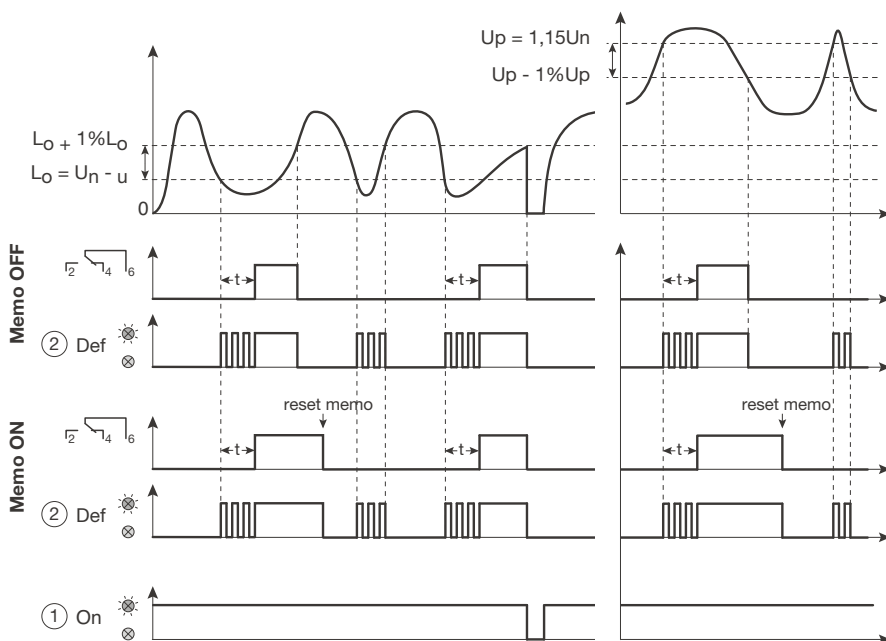 Up = 1,15Un
Up - 1%Up
Lo + 1%Lo
Lo = Un - u
0
Memo OFF
2 4 6
t t t
② Def
Memo ON
reset memo reset memo
2 4 6
t t t
② Def
① On